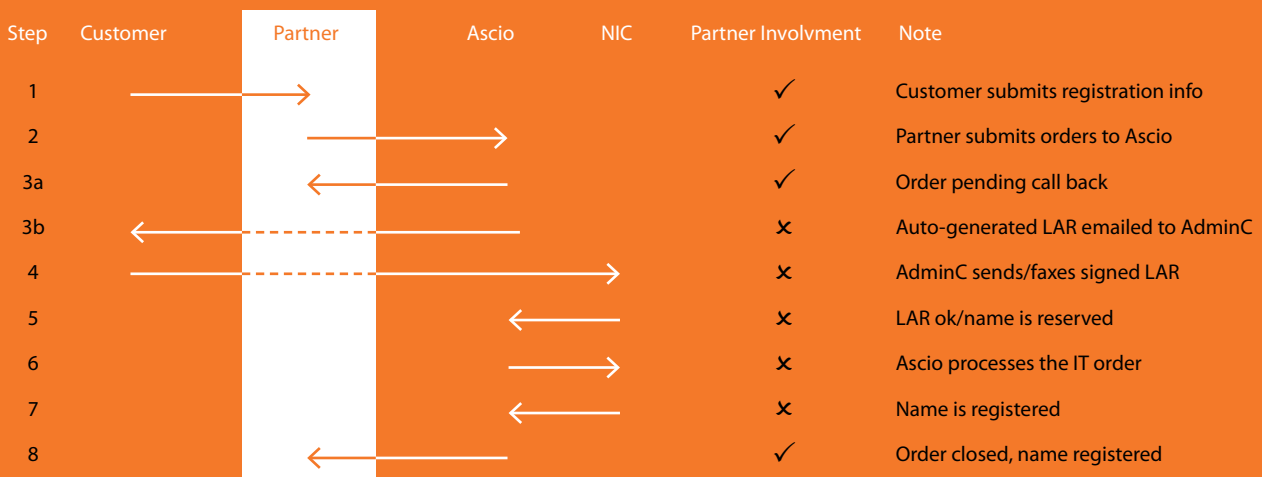 Step Customer Partner Ascio NIC Partner Involvment Note
1 ✓ Customer submits registration info
2 ✓ Partner submits orders to Ascio
3a ✓ Order pending call back
3b ✗ Auto-generated LAR emailed to AdminC
4 ✗ AdminC sends/faxes signed LAR
5 ✗ LAR ok/name is reserved
6 ✗ Ascio processes the IT order
7 ✗ Name is registered
8 ✓ Order closed, name registered